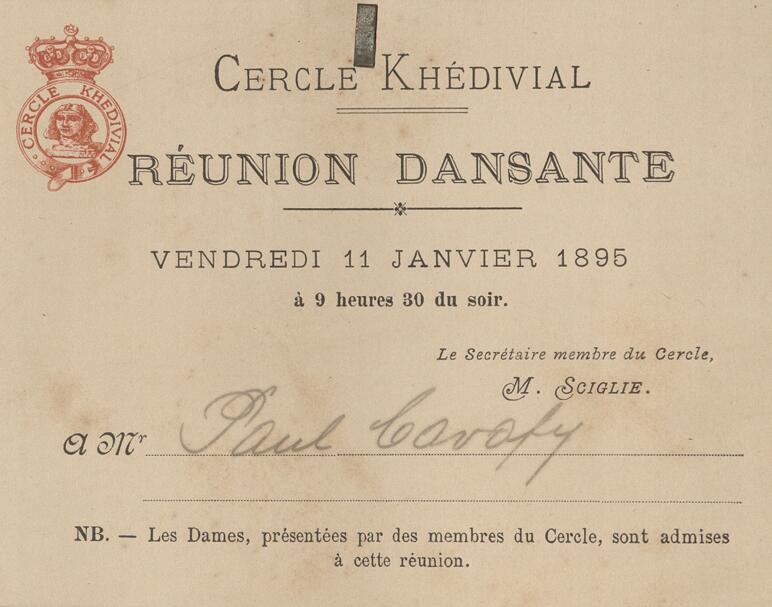 CERCLE KHÉDIVIAL
CERCLE KHEDIVIAL
RÉUNION DANSANTE
VENDREDI 11 JANVIER 1895
à 9 heures 30 du soir.
Le Secrétaire membre du Cercle,
M. SCIGLIE.
A Mr Paul Cavafy
NB. — Les Dames, présentées par des membres du Cercle, sont admises
à cette réunion.